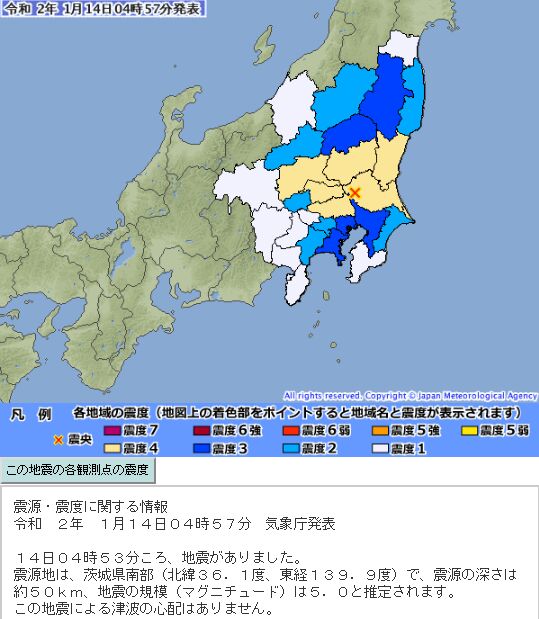 令和 2年 1月14日04時57分発表
All rights reserved. Copyright © Japan Meteorological Agency
凡 例 各地域の震度（地図上の着色部をポイントすると地域名と震度が表示されます）
震央 震度7 震度6強 震度6弱 震度5強 震度5弱
震度4 震度3 震度2 震度1
この地震の各観測点の震度
震源・震度に関する情報
令和　２年　１月１４日０４時５７分　気象庁発表
１４日０４時５３分ころ、地震がありました。
震源地は、茨城県南部（北緯３６．１度、東経１３９．９度）で、震源の深さは
約５０ｋｍ、地震の規模（マグニチュード）は５．０と推定されます。
この地震による津波の心配はありません。